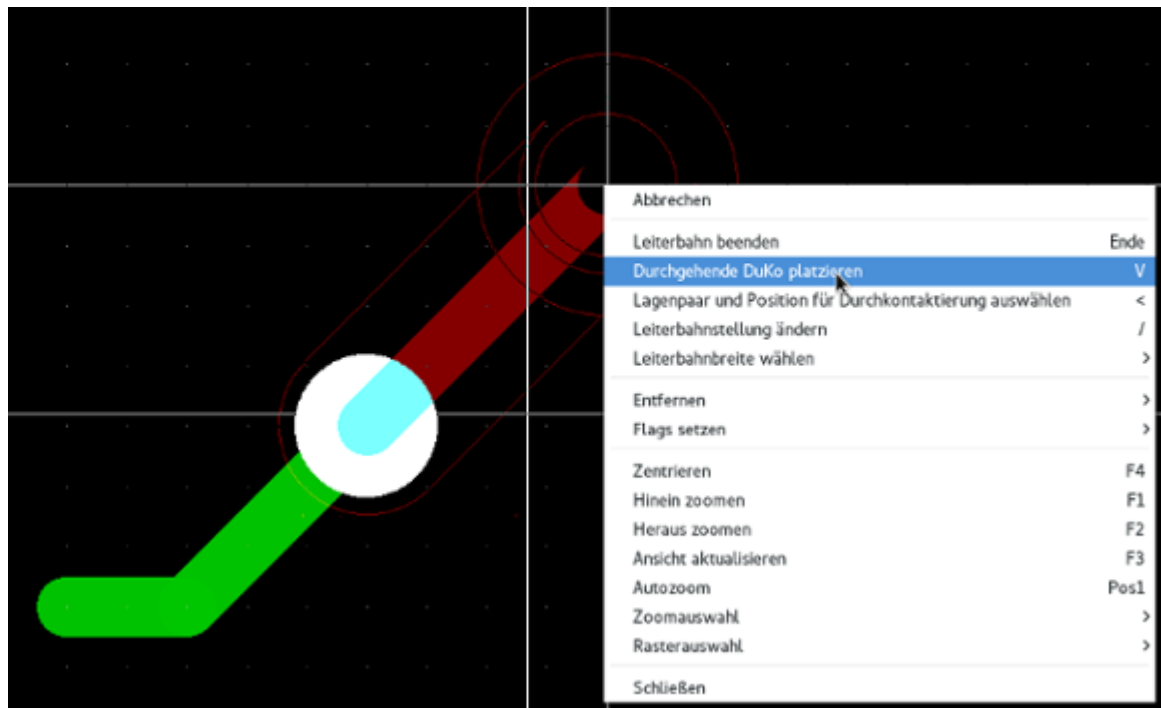 Abbrechen
Leiterbahn beenden Ende
Durchgehende DuKo platzieren V
Lagenpaar und Position für Durchkontaktierung auswählen <
Leiterbahnstellung ändern /
Leiterbahnbreite wählen >
Entfernen >
Flags setzen >
Zentrieren F4
Hinein zoomen F1
Heraus zoomen F2
Ansicht aktualisieren F3
Autozoom Pos1
Zoomauswahl >
Rasterauswahl >
Schließen